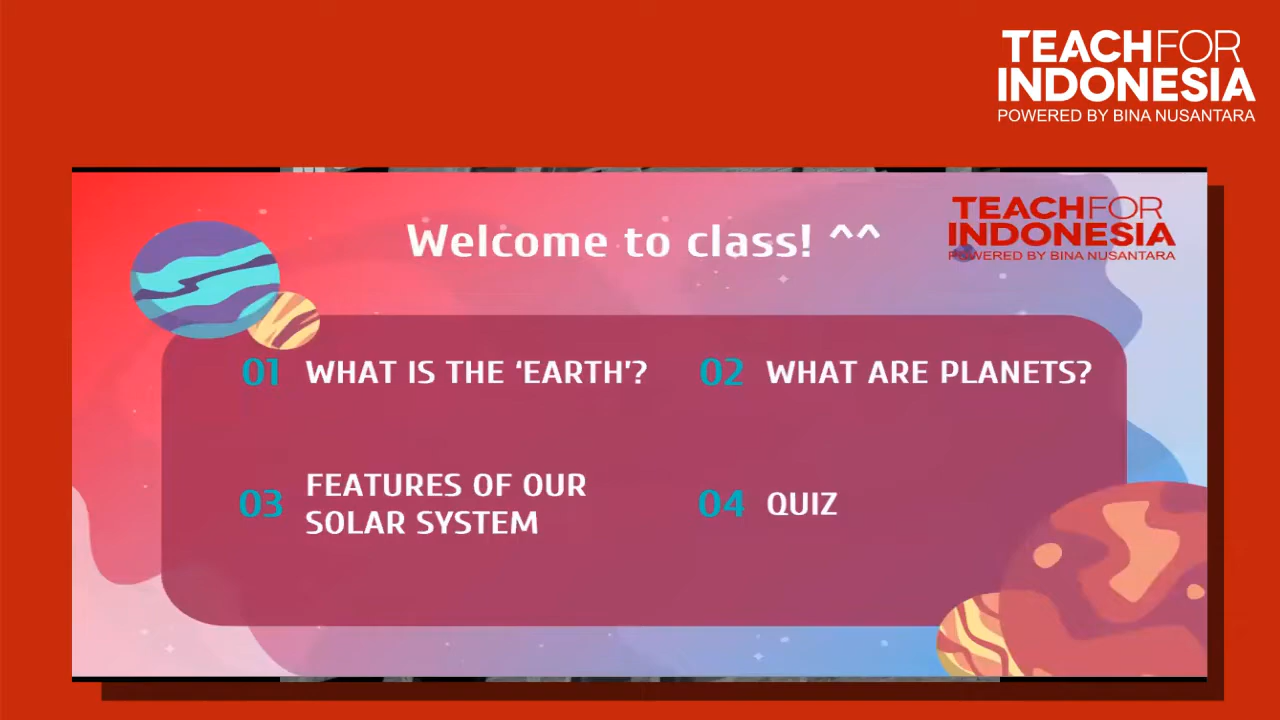 TEACHFOR
INDONESIA
POWERED BY BINA NUSANTARA
Welcome to class! ^^
TEACHFOR
INDONESIA
POWERED BY BINA NUSANTARA
01 WHAT IS THE ‘EARTH’?
02 WHAT ARE PLANETS?
03 FEATURES OF OUR
SOLAR SYSTEM
04 QUIZ